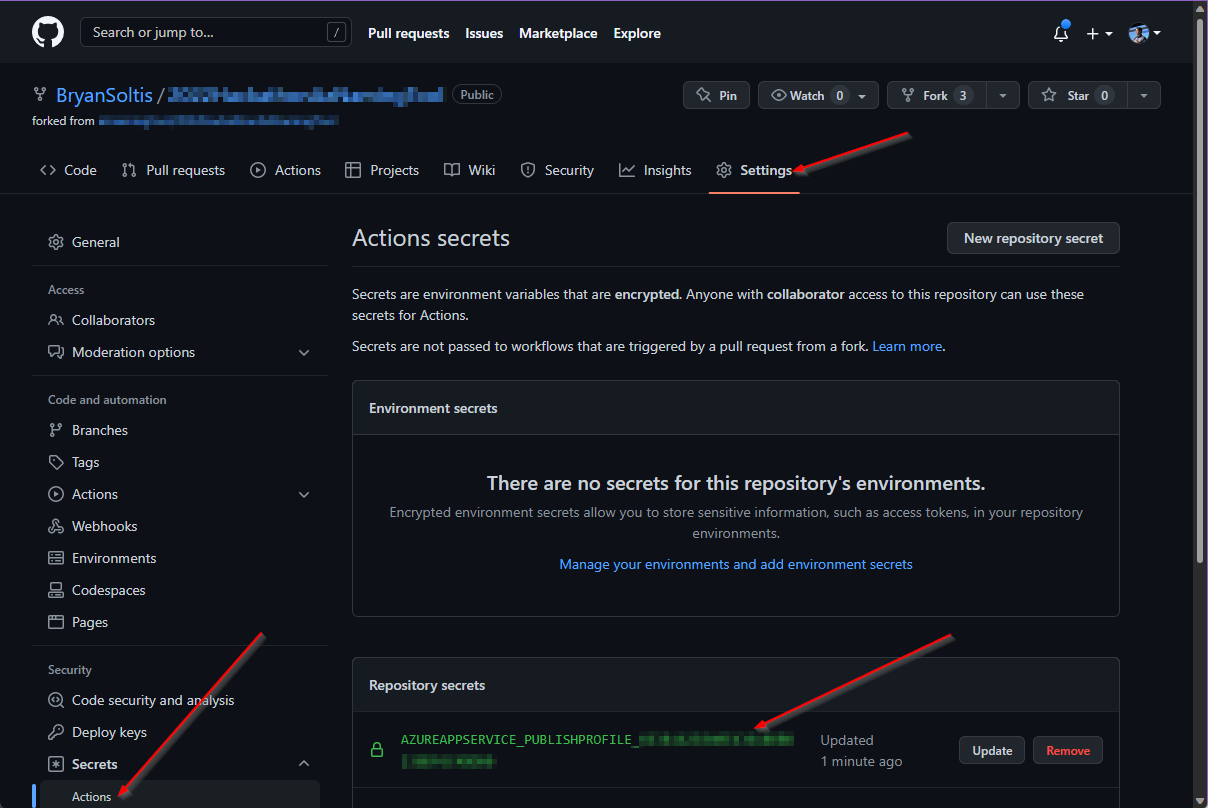 Search or jump to... /
Pull requests Issues Marketplace Explore
BryanSoltis / Public
Pin Watch 0 Fork 3 Star 0
forked from
Code Pull requests Actions Projects Wiki Security Insights Settings
General
Access
Collaborators
Moderation options
Code and automation
Branches
Tags
Actions
Webhooks
Environments
Codespaces
Pages
Security
Code security and analysis
Deploy keys
Secrets
Actions
Actions secrets
New repository secret
Secrets are environment variables that are encrypted. Anyone with collaborator access to this repository can use these
secrets for Actions.
Secrets are not passed to workflows that are triggered by a pull request from a fork. Learn more.
Environment secrets
There are no secrets for this repository's environments.
Encrypted environment secrets allow you to store sensitive information, such as access tokens, in your repository
environments.
Manage your environments and add environment secrets
Repository secrets
AZUREAPPSERVICE_PUBLISHPROFILE_
Updated
1 minute ago
Update Remove